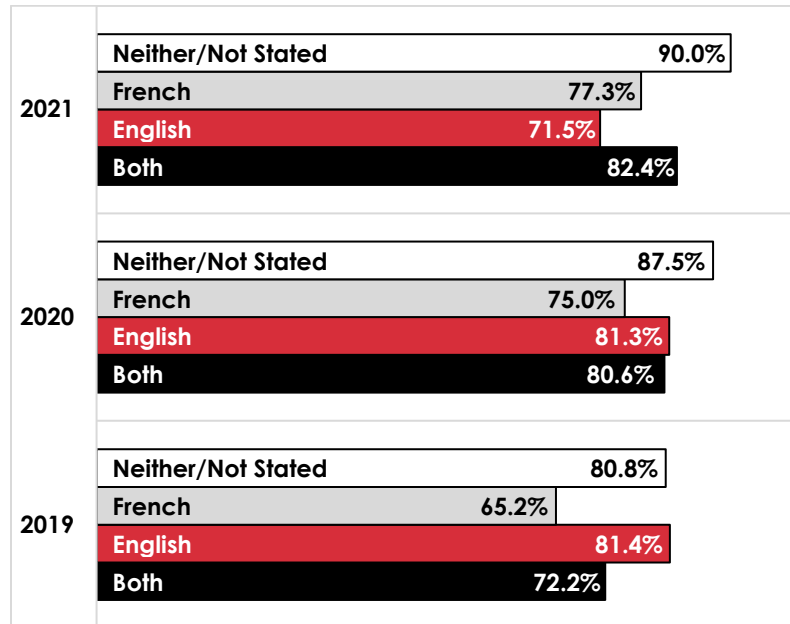 2021
Neither/Not Stated 90.0%
French 77.3%
English 71.5%
Both 82.4%
2020
Neither/Not Stated 87.5%
French 75.0%
English 81.3%
Both 80.6%
2019
Neither/Not Stated 80.8%
French 65.2%
English 81.4%
Both 72.2%